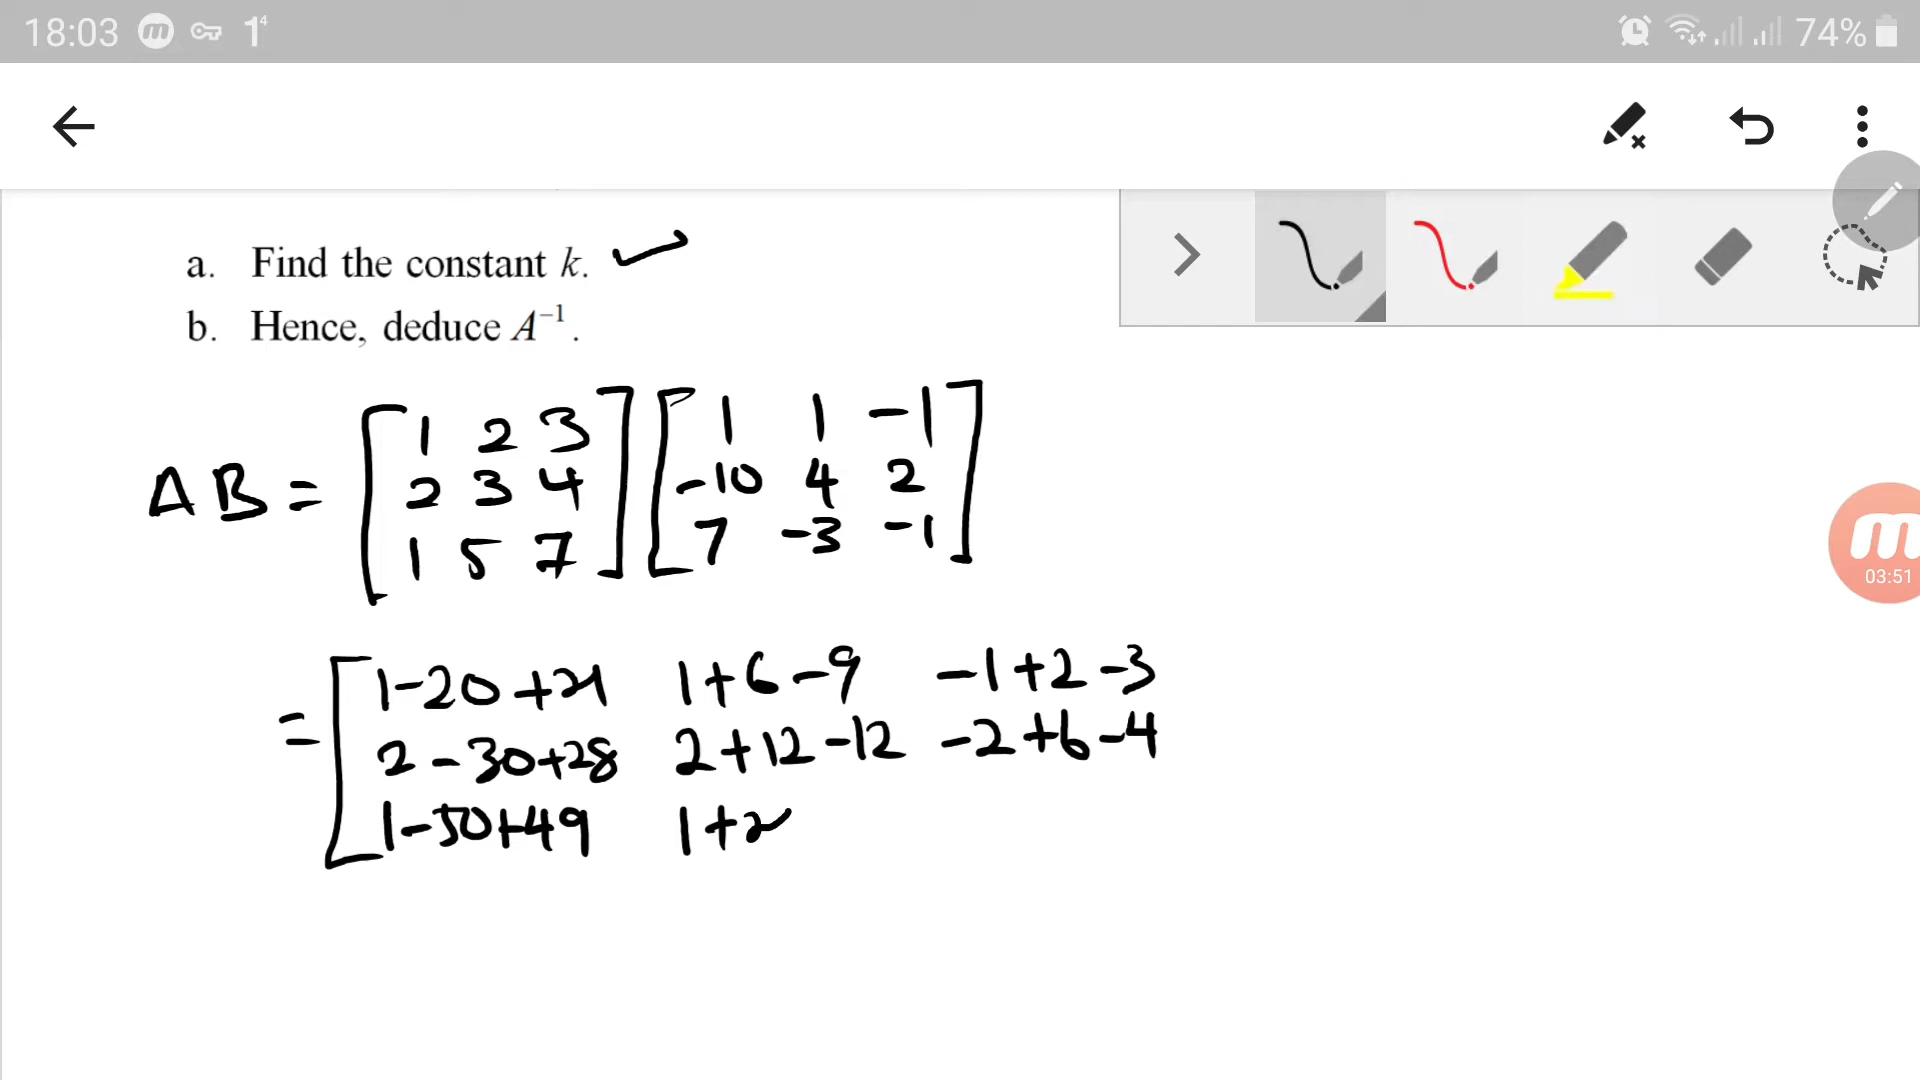 18:03 m 1 4 74%
a. Find the constant k.
b. Hence, deduce A⁻¹.
AB = [1 2 3] [1 1 -1]
2 3 4 -10 4 2
1 5 7 7 -3 -1
= [1-20+21 1+6-9 -1+2-3
2-30+28 2+12-12 -2+6-4
1-50+49 1+2
m
03:51